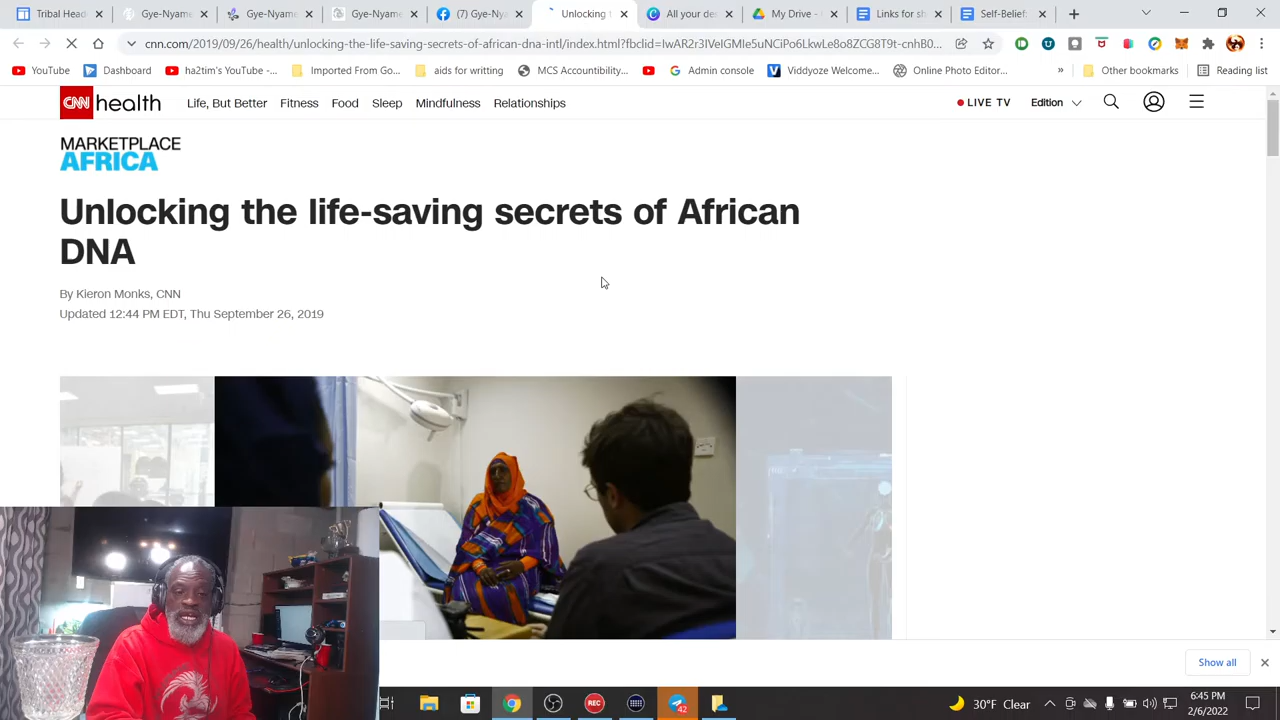 Tribal Head
Gye-Nyame
Gye-Nyam
(7) Gye-Nya
Unlocking t
All your de
My Drive -
Links for sh
Self-Belief:
cnn.com/2019/09/26/health/unlocking-the-life-saving-secrets-of-african-dna-intl/index.html?fbclid=IwAR2r3IVeIGMIe5uNCiPo6LkwLe8o8ZCG8T9t-cnhB0...
YouTube
Dashboard
ha2tim's YouTube -...
Imported From Go...
aids for writting
MCS Accountibility...
Admin console
Viddyoze Welcome...
Online Photo Editor...
»
Other bookmarks
Reading list
CNN health
Life, But Better
Fitness
Food
Sleep
Mindfulness
Relationships
LIVE TV
Edition
MARKETPLACE
AFRICA
Unlocking the life-saving secrets of African
DNA
By Kieron Monks, CNN
Updated 12:44 PM EDT, Thu September 26, 2019
Show all
REC
42
30°F Clear
6:45 PM
2/6/2022